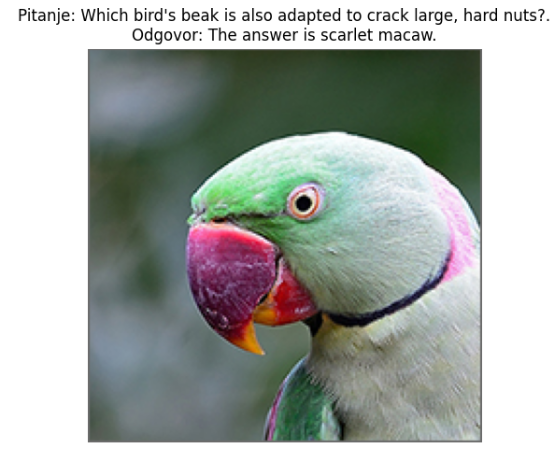 Pitanje: Which bird's beak is also adapted to crack large, hard nuts?.
Odgovor: The answer is scarlet macaw.